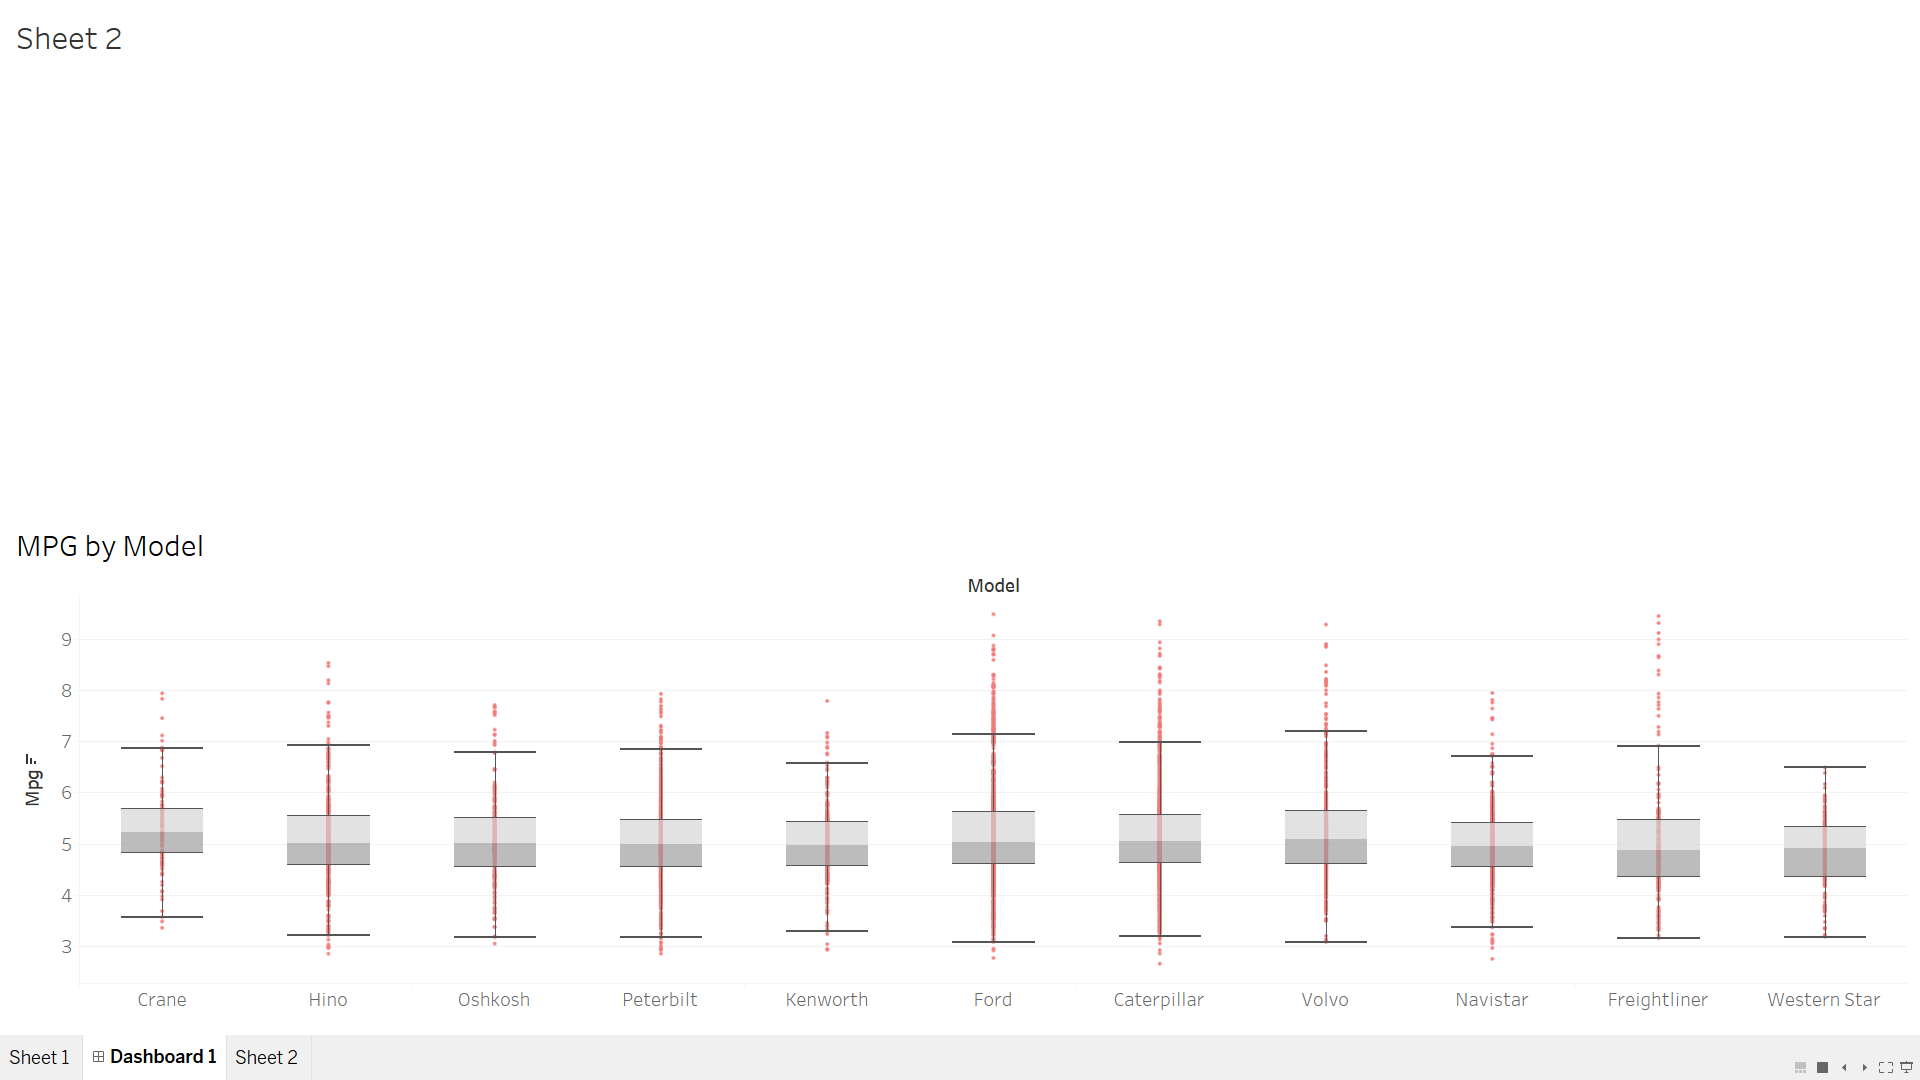 Sheet 2
MPG by Model
Model
Mpg
9
8
7
6
5
4
3
Crane Hino Oshkosh Peterbilt Kenworth Ford Caterpillar Volvo Navistar Freightliner Western Star
Sheet 1 Dashboard 1 Sheet 2